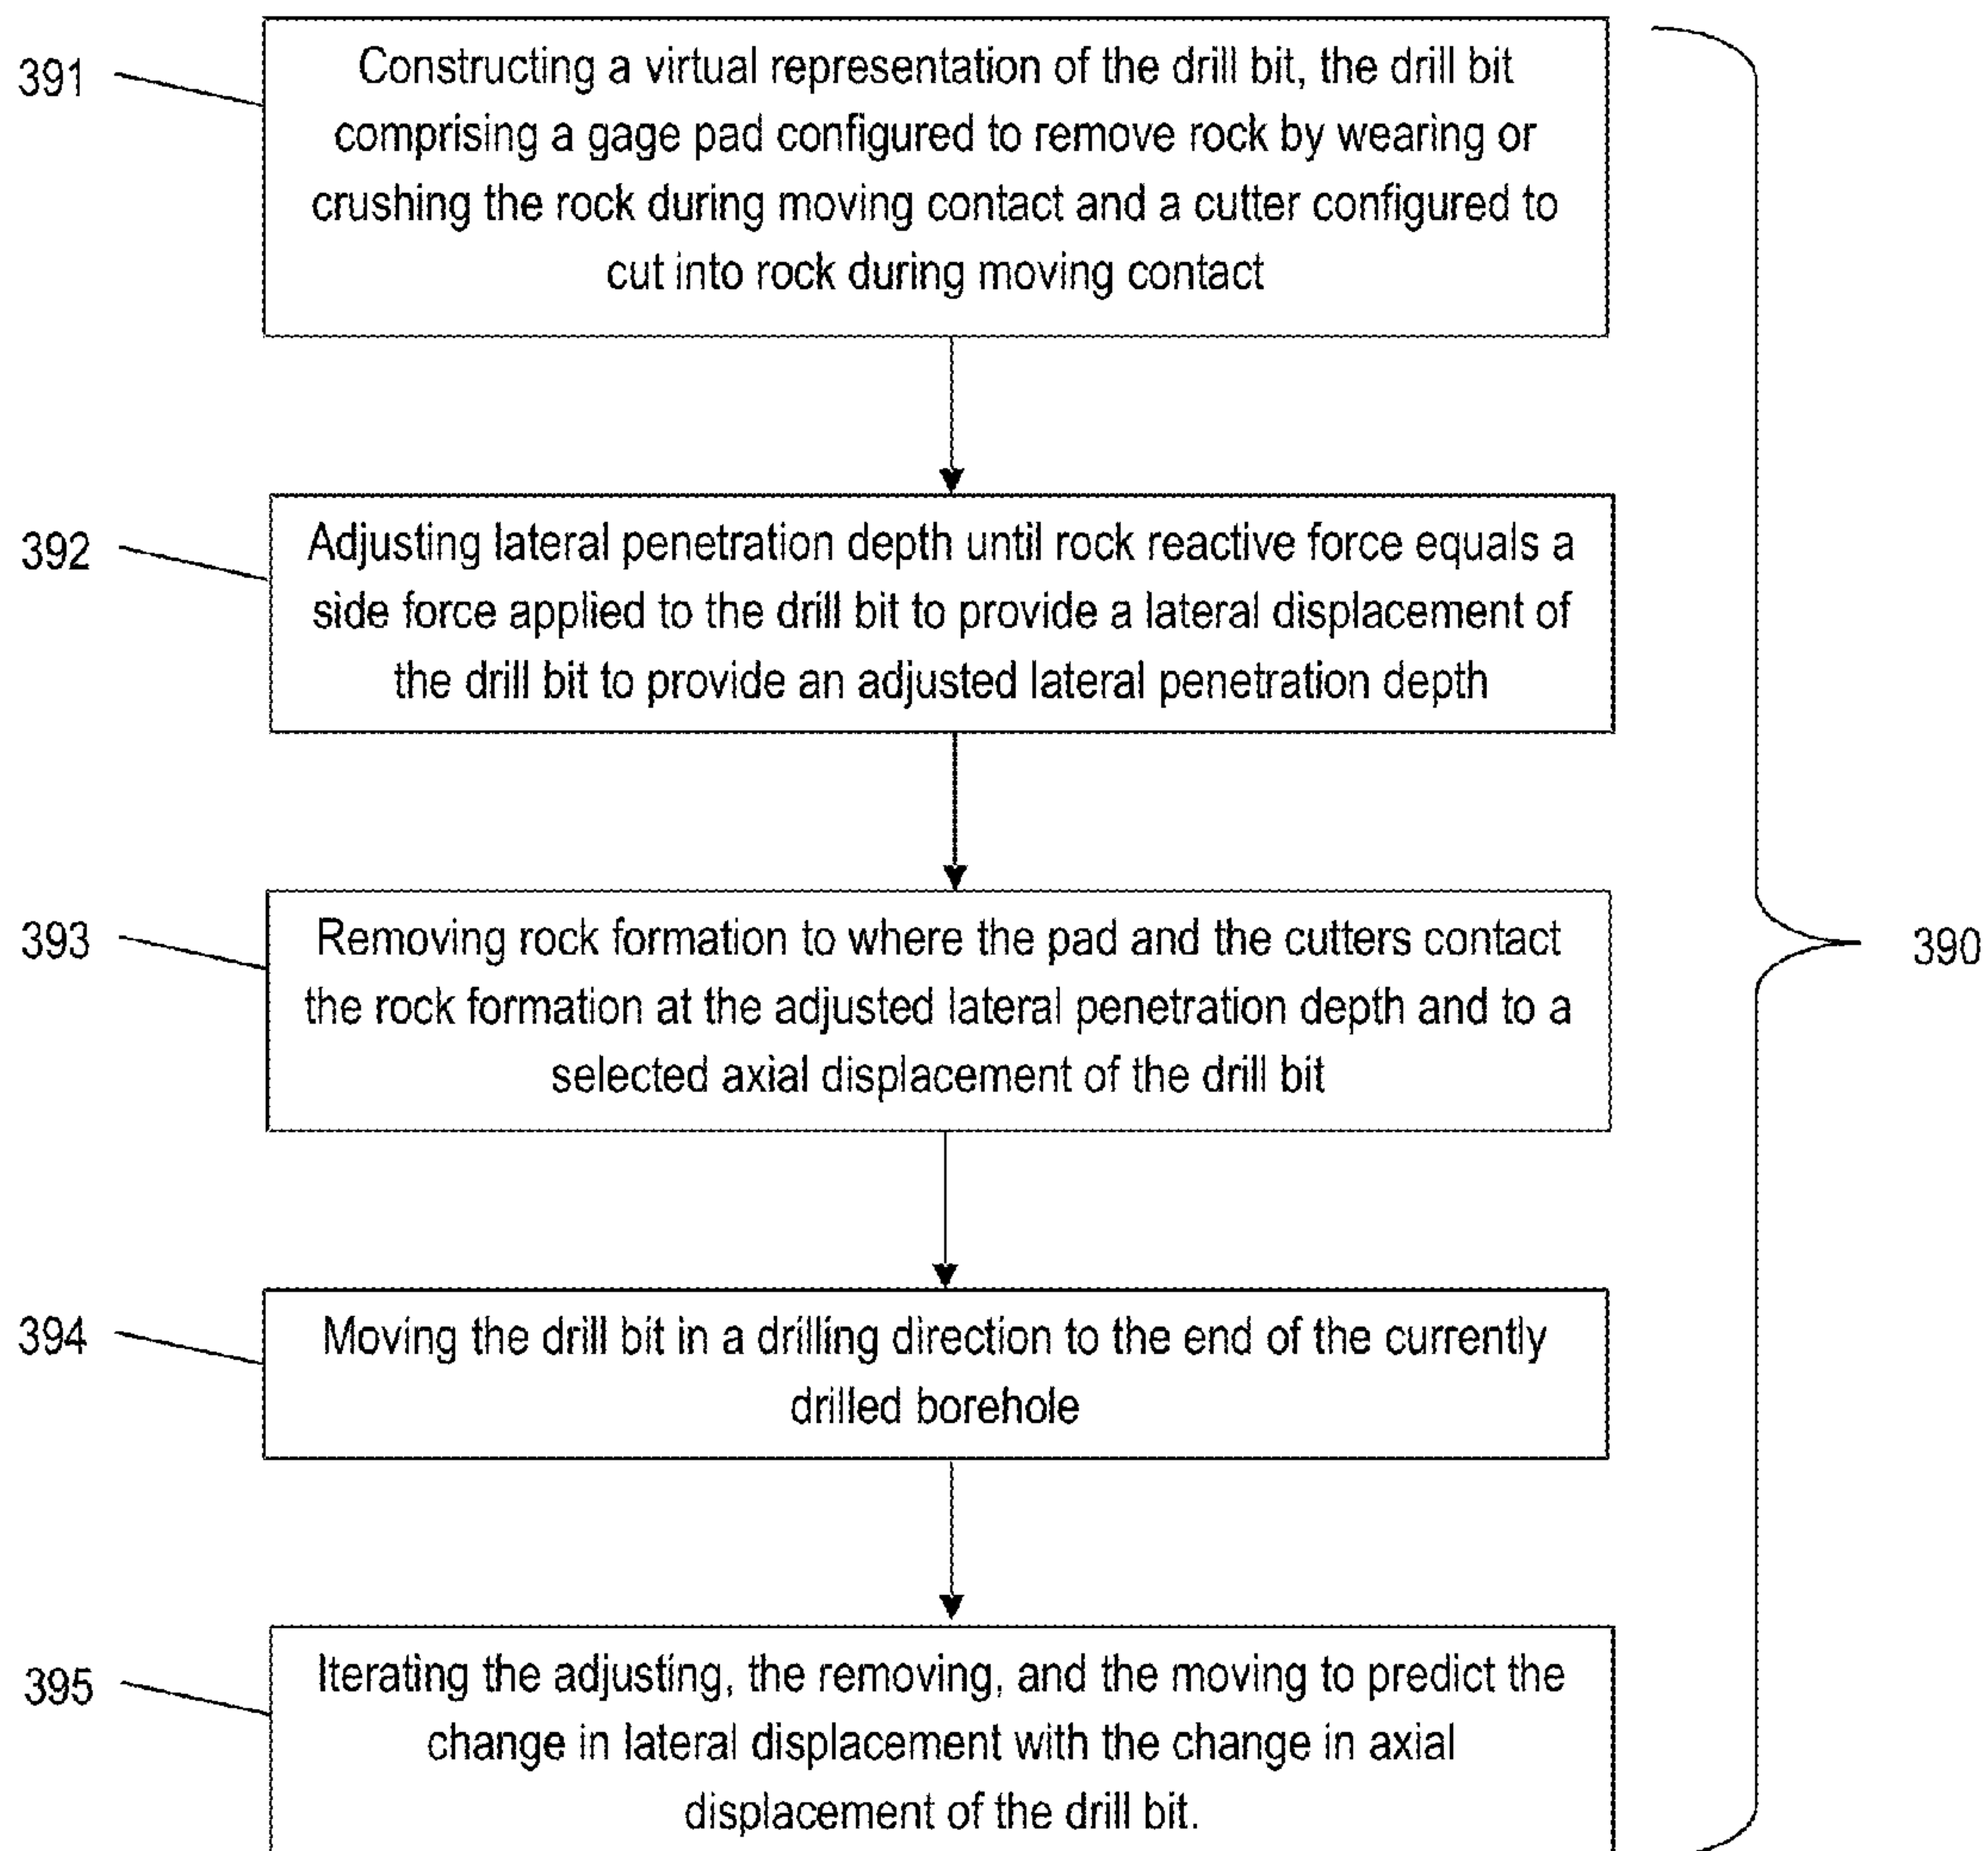 391
Constructing a virtual representation of the drill bit, the drill bit
comprising a gage pad configured to remove rock by wearing or
crushing the rock during moving contact and a cutter configured to
cut into rock during moving contact
392
Adjusting lateral penetration depth until rock reactive force equals a
side force applied to the drill bit to provide a lateral displacement of
the drill bit to provide an adjusted lateral penetration depth
393
Removing rock formation to where the pad and the cutters contact
the rock formation at the adjusted lateral penetration depth and to a
selected axial displacement of the drill bit
390
394
Moving the drill bit in a drilling direction to the end of the currently
drilled borehole
395
Iterating the adjusting, the removing, and the moving to predict the
change in lateral displacement with the change in axial
displacement of the drill bit.